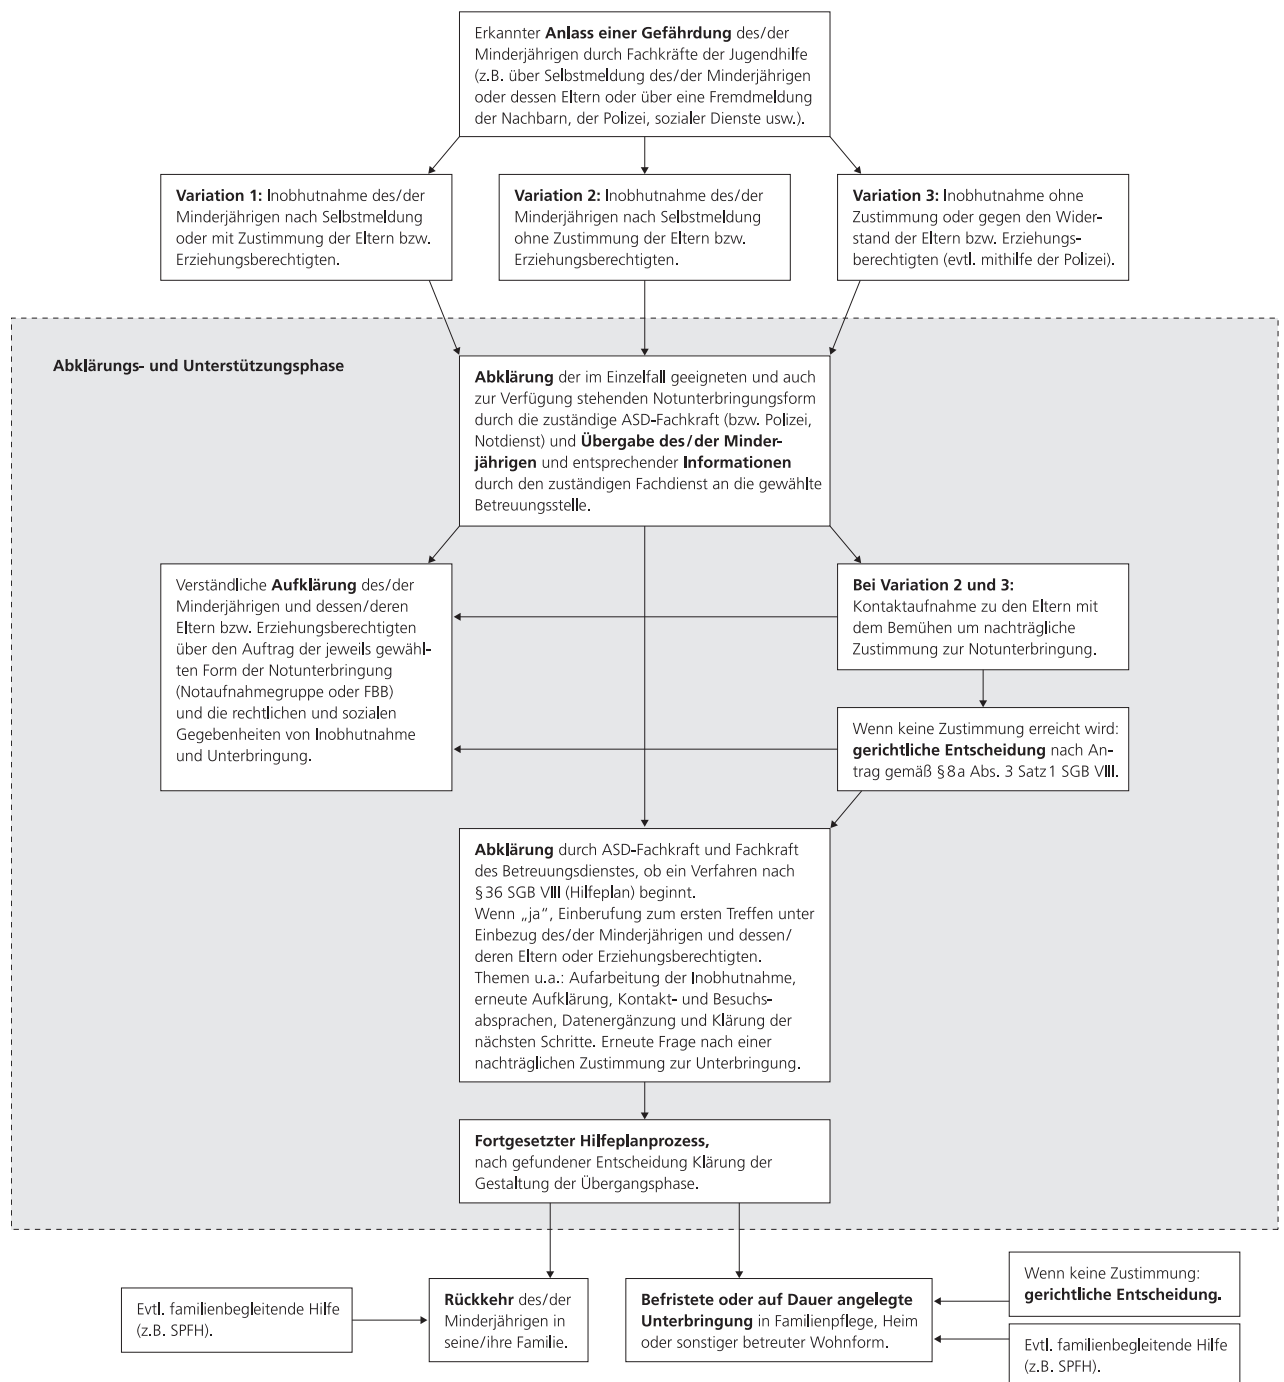 Erkannter Anlass einer Gefährdung des/der
Minderjährigen durch Fachkräfte der Jugendhilfe
(z.B. über Selbstmeldung des/der Minderjährigen
oder dessen Eltern oder über eine Fremdmeldung
der Nachbarn, der Polizei, sozialer Dienste usw.).
Variation 1: Inobhutnahme des/der
Minderjährigen nach Selbstmeldung
oder mit Zustimmung der Eltern bzw.
Erziehungsberechtigten.
Variation 2: Inobhutnahme des/der
Minderjährigen nach Selbstmeldung
ohne Zustimmung der Eltern bzw.
Erziehungsberechtigten.
Variation 3: Inobhutnahme ohne
Zustimmung oder gegen den Wider-
stand der Eltern bzw. Erziehungs-
berechtigten (evtl. mithilfe der Polizei).
Abklärungs- und Unterstützungsphase
Abklärung der im Einzelfall geeigneten und auch
zur Verfügung stehenden Notunterbringungsform
durch die zuständige ASD-Fachkraft (bzw. Polizei,
Notdienst) und Übergabe des/der Minder-
jährigen und entsprechender Informationen
durch den zuständigen Fachdienst an die gewählte
Betreuungsstelle.
Verständliche Aufklärung des/der
Minderjährigen und dessen/deren
Eltern bzw. Erziehungsberechtigten
über den Auftrag der jeweils gewähl-
ten Form der Notunterbringung
(Notaufnahmegruppe oder FBB)
und die rechtlichen und sozialen
Gegebenheiten von Inobhutnahme
und Unterbringung.
Bei Variation 2 und 3:
Kontaktaufnahme zu den Eltern mit
dem Bemühen um nachträgliche
Zustimmung zur Notunterbringung.
Wenn keine Zustimmung erreicht wird:
gerichtliche Entscheidung nach An-
trag gemäß §8a Abs. 3 Satz1 SGB VIII.
Abklärung durch ASD-Fachkraft und Fachkraft
des Betreuungsdienstes, ob ein Verfahren nach
§36 SGB VIII (Hilfeplan) beginnt.
Wenn „ja“, Einberufung zum ersten Treffen unter
Einbezug des/der Minderjährigen und dessen/
deren Eltern oder Erziehungsberechtigten.
Themen u.a.: Aufarbeitung der Inobhutnahme,
erneute Aufklärung, Kontakt- und Besuchs-
absprachen, Datenergänzung und Klärung der
nächsten Schritte. Erneute Frage nach einer
nachträglichen Zustimmung zur Unterbringung.
Fortgesetzter Hilfeplanprozess,
nach gefundener Entscheidung Klärung der
Gestaltung der Übergangsphase.
Evtl. familienbegleitende Hilfe
(z.B. SPFH).
Rückkehr des/der
Minderjährigen in
seine/ihre Familie.
Befristete oder auf Dauer angelegte
Unterbringung in Familienpflege, Heim
oder sonstiger betreuter Wohnform.
Wenn keine Zustimmung:
gerichtliche Entscheidung.
Evtl. familienbegleitende Hilfe
(z.B. SPFH).